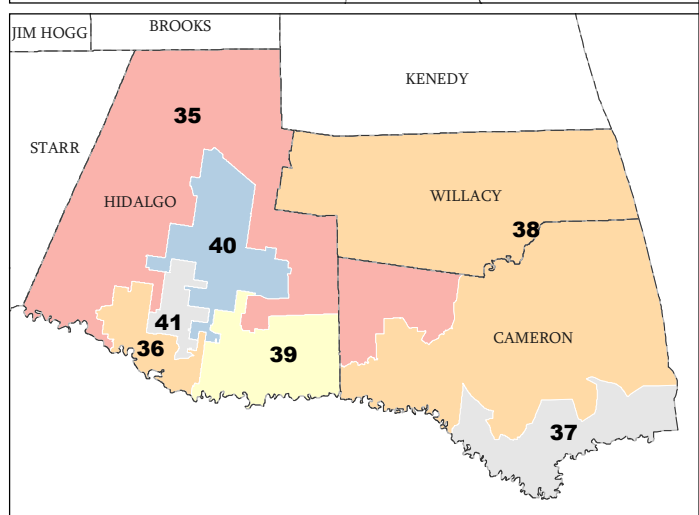 JIM HOGG
BROOKS
KENEDY
35
STARR
HIDALGO
WILLACY
38
40
41
36
39
CAMERON
37